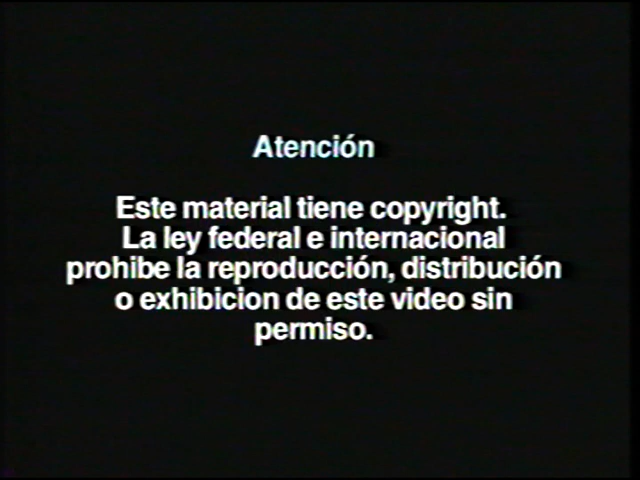 Atención
Este material tiene copyright.
La ley federal e internacional
prohibe la reproducción, distribución
o exhibicion de este video sin
permiso.